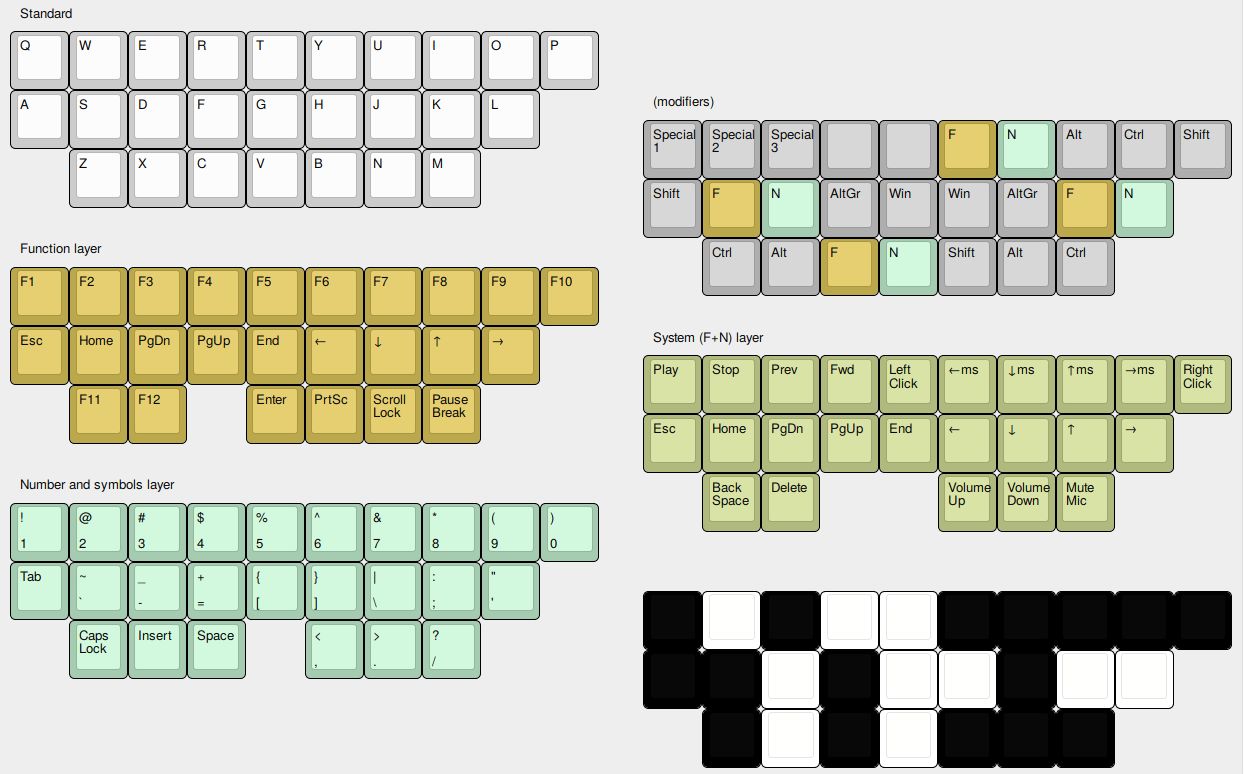 Standard
Q W E R T Y U I O P
A S D F G H J K L
Z X C V B N M
Function layer
F1 F2 F3 F4 F5 F6 F7 F8 F9 F10
Esc Home PgDn PgUp End ← ↓ ↑ →
F11 F12 Enter PrtSc Scroll Pause
Lock Break
Number and symbols layer
! @ # $ % ^ & * ( )
1 2 3 4 5 6 7 8 9 0
Tab ~ _ + { } | : "
` - = [ ] \ ; '
Caps Insert Space < > ?
Lock , . /
(modifiers)
Special Special Special F N Alt Ctrl Shift
1 2 3
Shift F N AltGr Win Win AltGr F N
Ctrl Alt F N Shift Alt Ctrl
System (F+N) layer
Play Stop Prev Fwd Left ←ms ↓ms ↑ms →ms Right
Click Click
Esc Home PgDn PgUp End ← ↓ ↑ →
Back Delete Volume Volume Mute
Space Up Down Mic